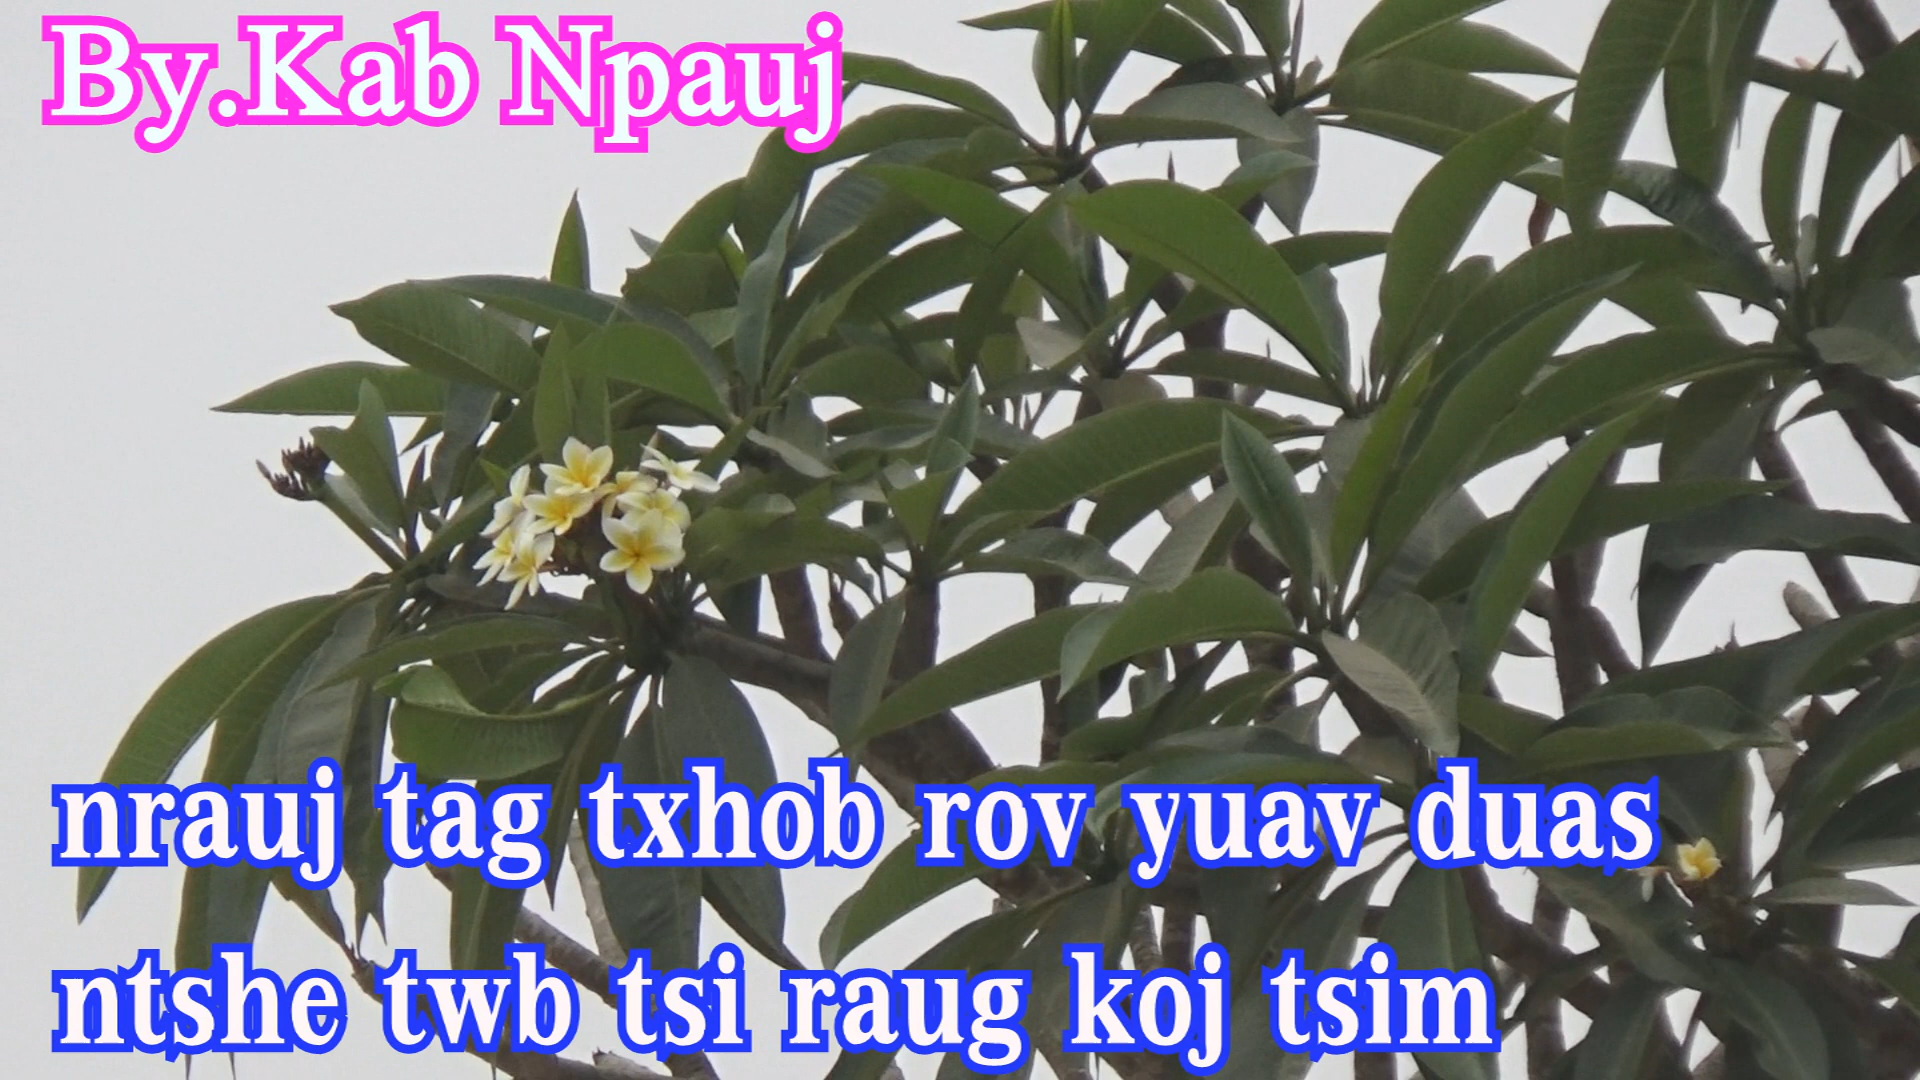 By.Kab Npauj
nrauj tag txhob rov yuav duas
ntshe twb tsi raug koj tsim